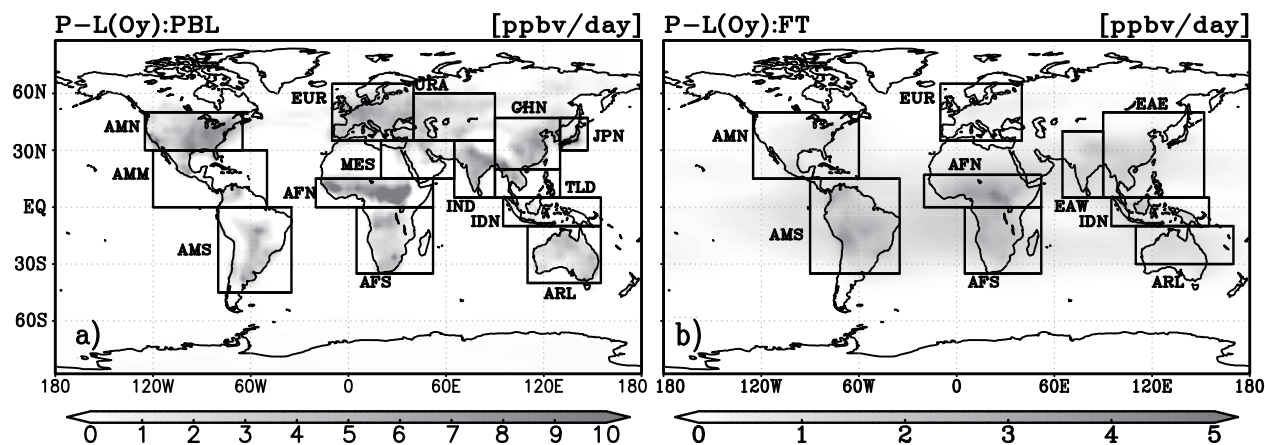 P-L(Oy):PBL [ppbv/day]
P-L(Oy):FT [ppbv/day]
60N
30N
EQ
30S
60S
EUR
URA
CHN
AMN
JPN
AMM
MES
AFN
TLD
IND
IDN
AMS
AFS
ARL
a)
180 120W 60W 0 60E 120E 180
0 1 2 3 4 5 6 7 8 9 10
EUR
EAE
AMN
AFN
EAW
IDN
AMS
AFS
ARL
b)
180 120W 60W 0 60E 120E 180
0 1 2 3 4 5